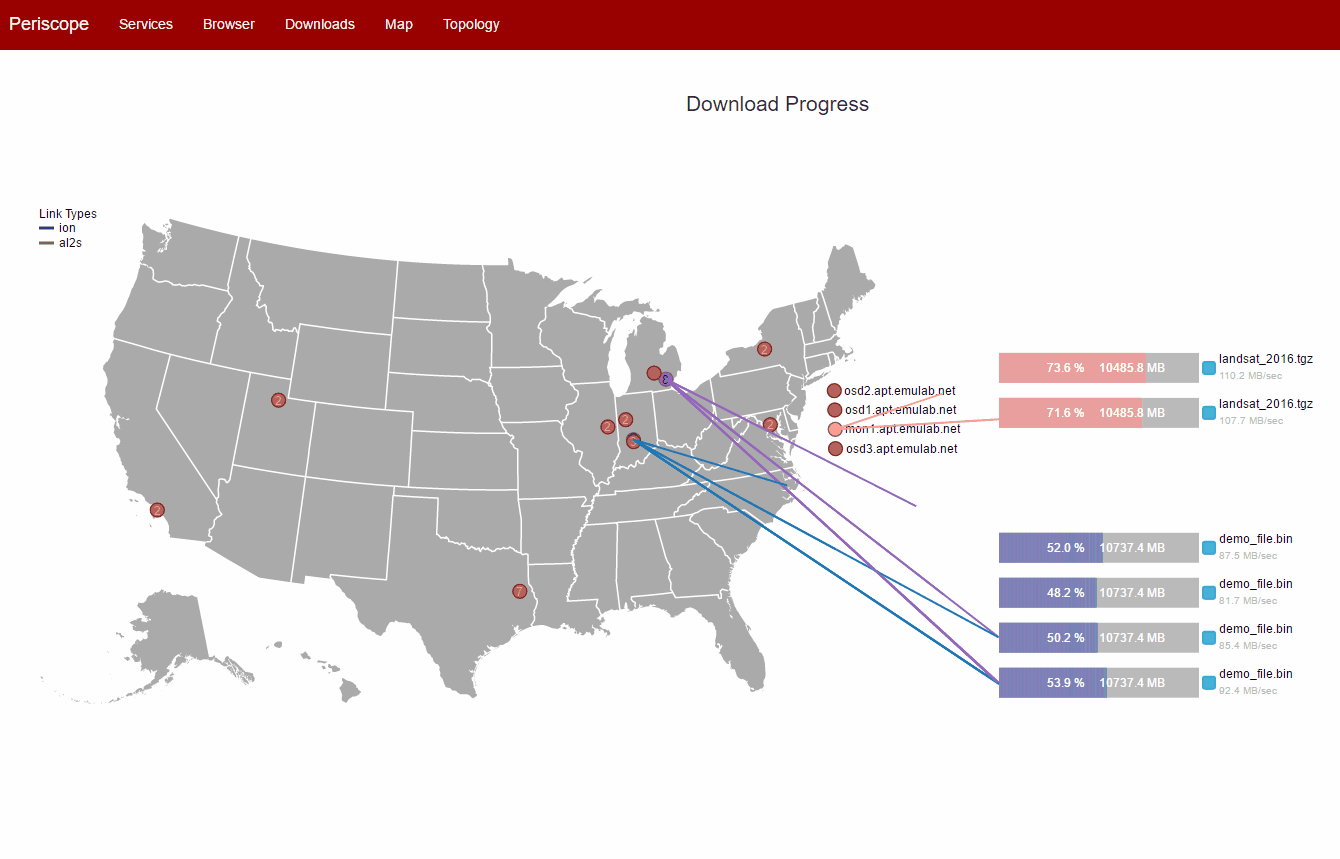 Periscope Services Browser Downloads Map Topology
Download Progress
Link Types
ion
al2s
2
2
2
2
2
2
7
osd2.apt.emulab.net
osd1.apt.emulab.net
mon1.apt.emulab.net
osd3.apt.emulab.net
73.6 % 10485.8 MB
landsat_2016.tgz
110.2 MB/sec
71.6 % 10485.8 MB
landsat_2016.tgz
107.7 MB/sec
52.0 % 10737.4 MB
demo_file.bin
87.5 MB/sec
48.2 % 10737.4 MB
demo_file.bin
81.7 MB/sec
50.2 % 10737.4 MB
demo_file.bin
85.4 MB/sec
53.9 % 10737.4 MB
demo_file.bin
92.4 MB/sec